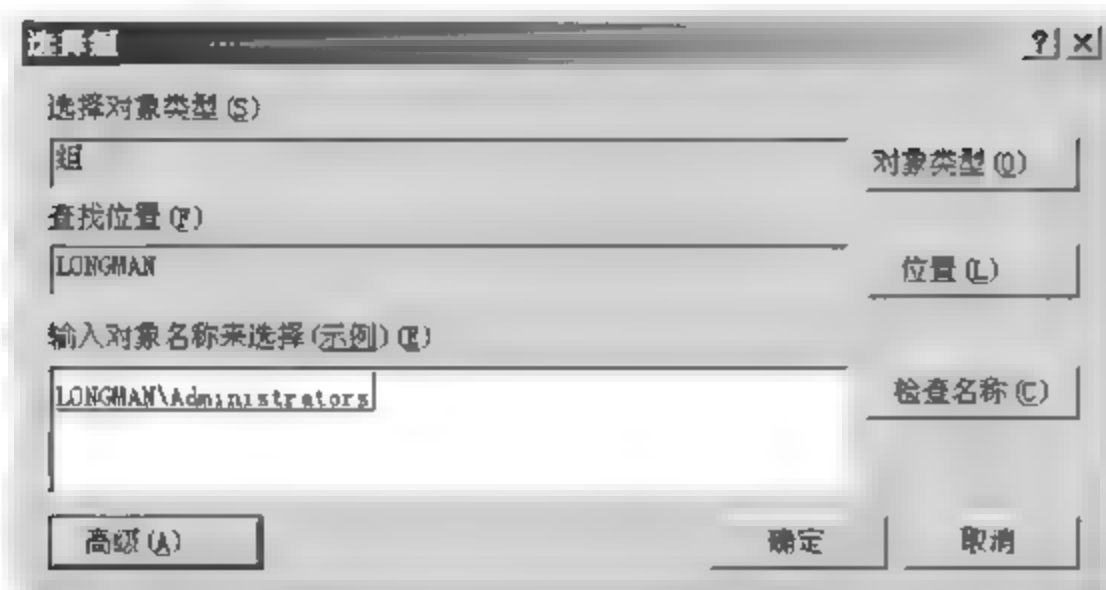 选择组
选择对象类型(S)
组
对象类型(O)
查找位置(F)
LONGMAN
位置(L)
输入对象名称来选择(示例)(E)
LONGMAN\Administrators
检查名称(C)
高级(A)
确定
取消